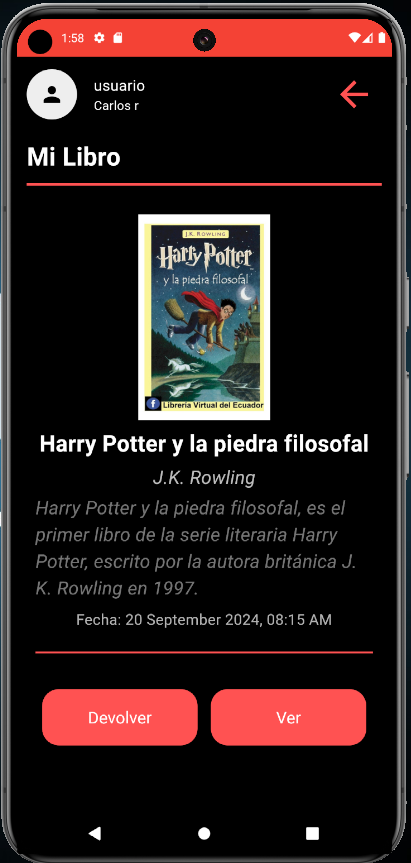 1:58
usuario
Carlos r
Mi Libro
J.K. ROWLING
Harry Potter
y la piedra filosofal
f Librería Virtual del Ecuador
Harry Potter y la piedra filosofal
J.K. Rowling
Harry Potter y la piedra filosofal, es el
primer libro de la serie literaria Harry
Potter, escrito por la autora británica J.
K. Rowling en 1997.
Fecha: 20 September 2024, 08:15 AM
Devolver Ver